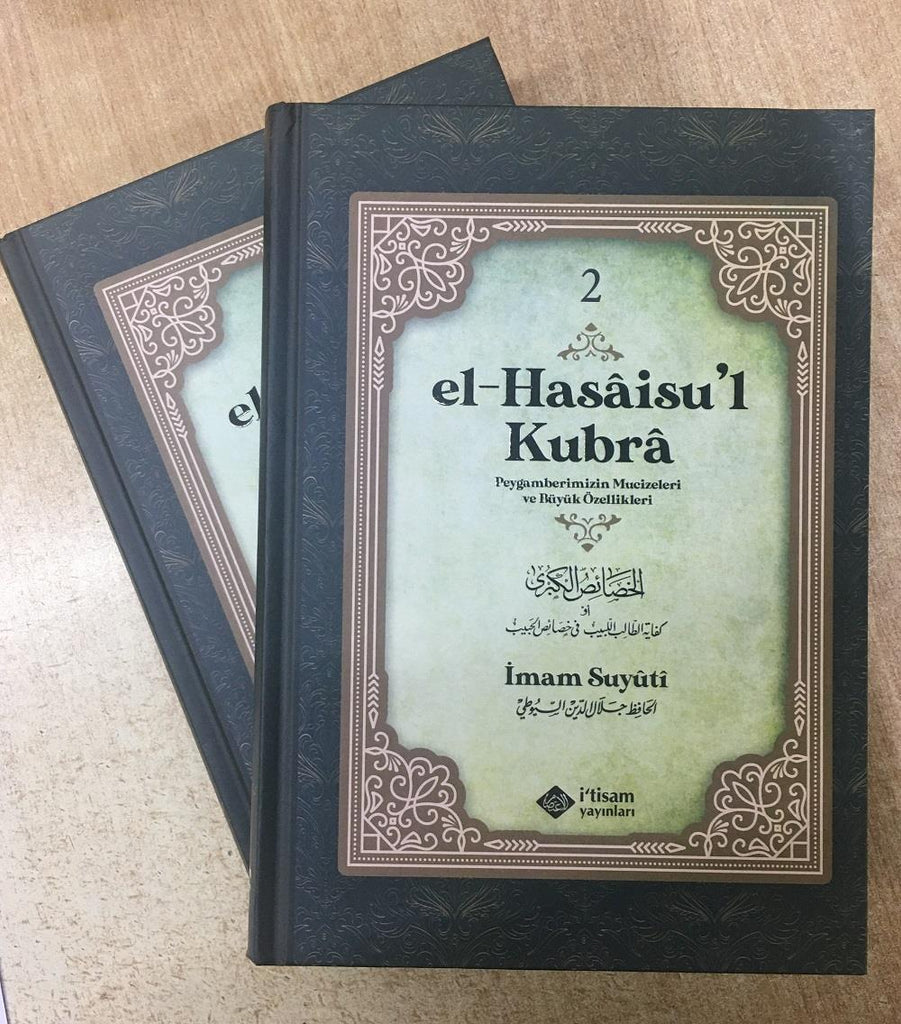 2
el-Hasâisu'l
Kubrâ
Peygamberimizin Mucizeleri
ve Büyük Özellikleri
الخصائص الكبرى
أو
كفاية الطالب اللبيب في خصائص الحبيب
İmam Suyûtî
الحافظ جلال الدين السيوطي
i'tisam
yayınları
el